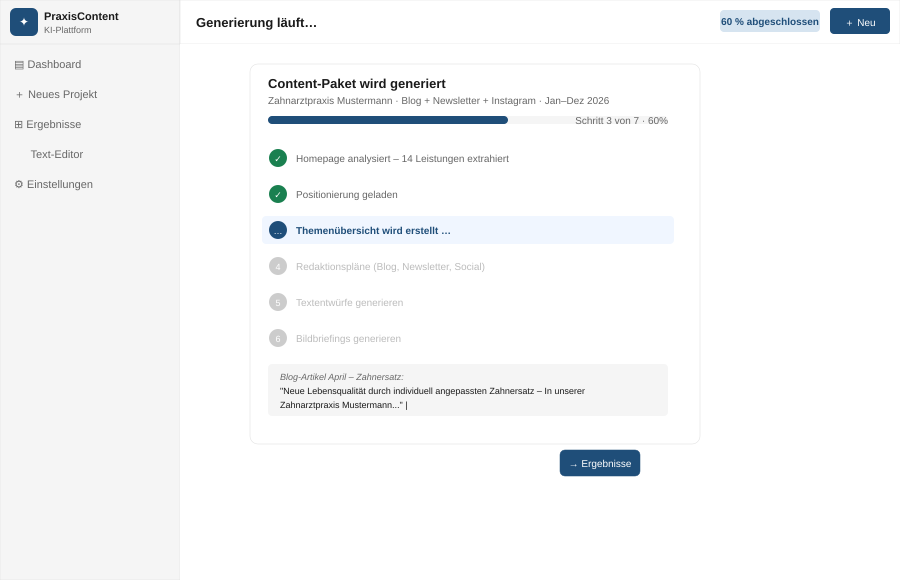 ✦ PraxisContent
KI-Plattform
Generierung läuft…
60 % abgeschlossen
+ Neu
▤ Dashboard
+ Neues Projekt
⊞ Ergebnisse
Text-Editor
⚙ Einstellungen
Content-Paket wird generiert
Zahnarztpraxis Mustermann · Blog + Newsletter + Instagram · Jan–Dez 2026
Schritt 3 von 7 · 60%
✓ Homepage analysiert – 14 Leistungen extrahiert
✓ Positionierung geladen
… Themenübersicht wird erstellt …
4 Redaktionspläne (Blog, Newsletter, Social)
5 Textentwürfe generieren
6 Bildbriefings generieren
Blog-Artikel April – Zahnersatz:
"Neue Lebensqualität durch individuell angepassten Zahnersatz – In unserer
Zahnarztpraxis Mustermann..." |
→ Ergebnisse